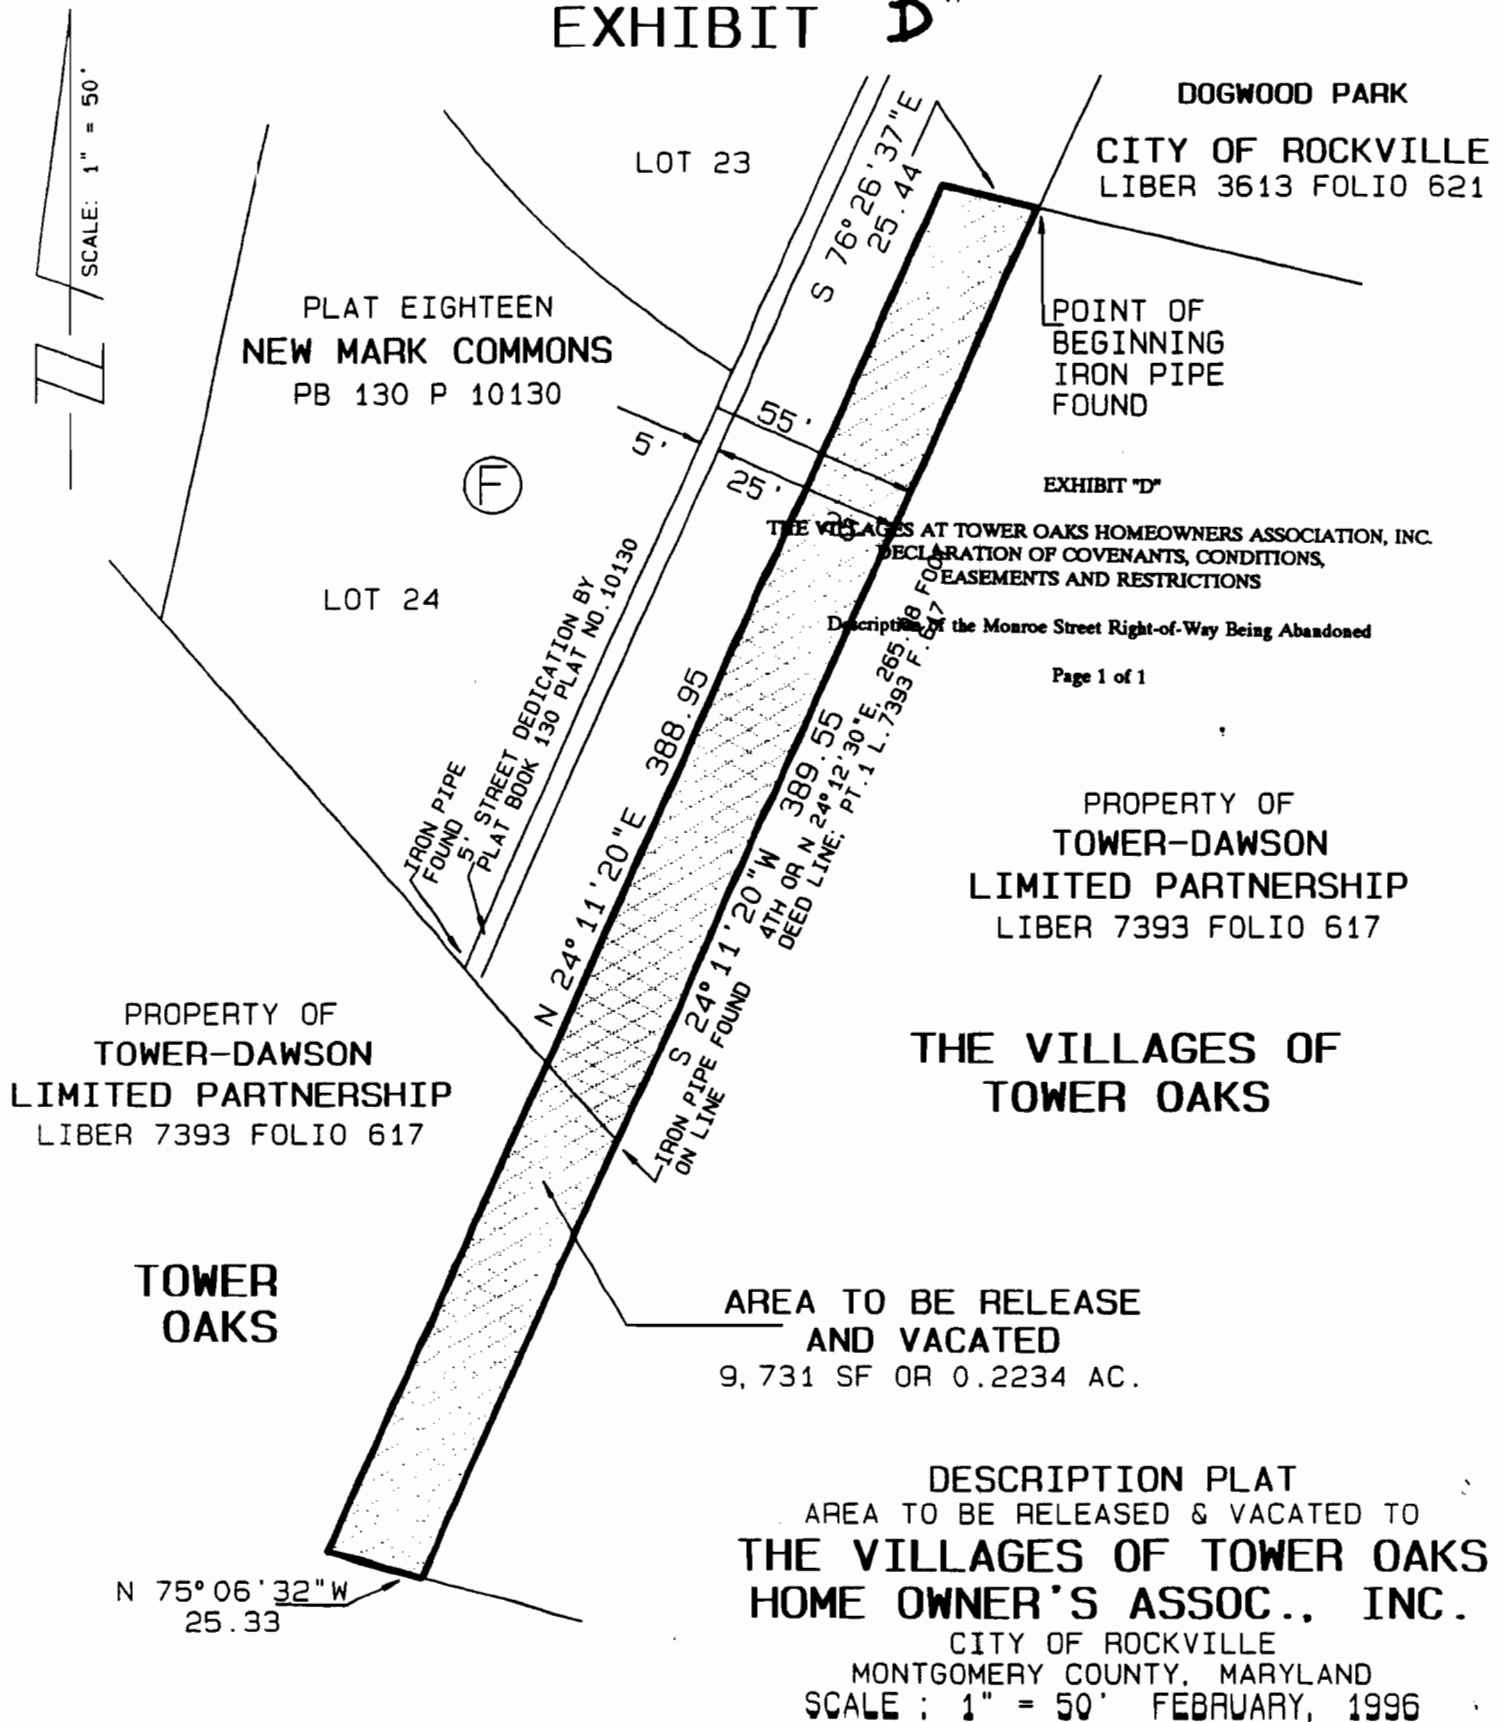 EXHIBIT D"
SCALE: 1" = 50'
DOGWOOD PARK
CITY OF ROCKVILLE
LIBER 3613 FOLIO 621
LOT 23
S 76°26'37"E
25.44
PLAT EIGHTEEN
NEW MARK COMMONS
PB 130 P 10130
POINT OF
BEGINNING
IRON PIPE
FOUND
5'
55'
25'
F
EXHIBIT "D"
THE VILLAGES AT TOWER OAKS HOMEOWNERS ASSOCIATION, INC.
DECLARATION OF COVENANTS, CONDITIONS,
EASEMENTS AND RESTRICTIONS
Description of the Monroe Street Right-of-Way Being Abandoned
Page 1 of 1
LOT 24
IRON PIPE
FOUND
5' STREET DEDICATION BY
PLAT BOOK 130 PLAT NO.10130
N 24°11'20"E 388.95
S 24°11'20"W 389.55
4TH OR N 24°12'30"E, FOOT
DEED LINE; PT.1 L.7393 F.617
IRON PIPE FOUND
ON LINE
PROPERTY OF
TOWER-DAWSON
LIMITED PARTNERSHIP
LIBER 7393 FOLIO 617
PROPERTY OF
TOWER-DAWSON
LIMITED PARTNERSHIP
LIBER 7393 FOLIO 617
THE VILLAGES OF
TOWER OAKS
TOWER
OAKS
AREA TO BE RELEASE
AND VACATED
9,731 SF OR 0.2234 AC.
N 75°06'32"W
25.33
DESCRIPTION PLAT
AREA TO BE RELEASED & VACATED TO
THE VILLAGES OF TOWER OAKS
HOME OWNER'S ASSOC., INC.
CITY OF ROCKVILLE
MONTGOMERY COUNTY, MARYLAND
SCALE : 1" = 50' FEBRUARY, 1996